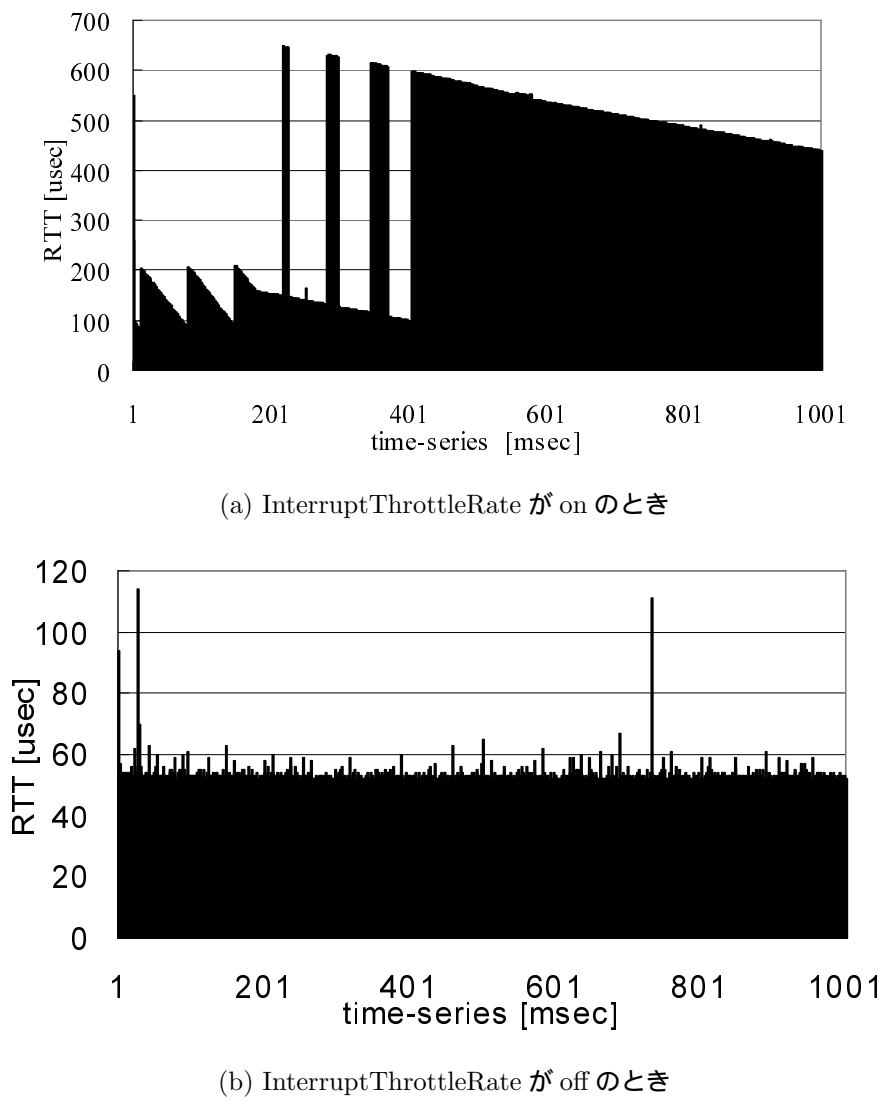 700
600
500
400
300
200
100
0
RTT [usec]
1 201 401 601 801 1001
time-series [msec]
(a) InterruptThrottleRate が on のとき
120
100
80
60
40
20
0
RTT [usec]
1 201 401 601 801 1001
time-series [msec]
(b) InterruptThrottleRate が off のとき